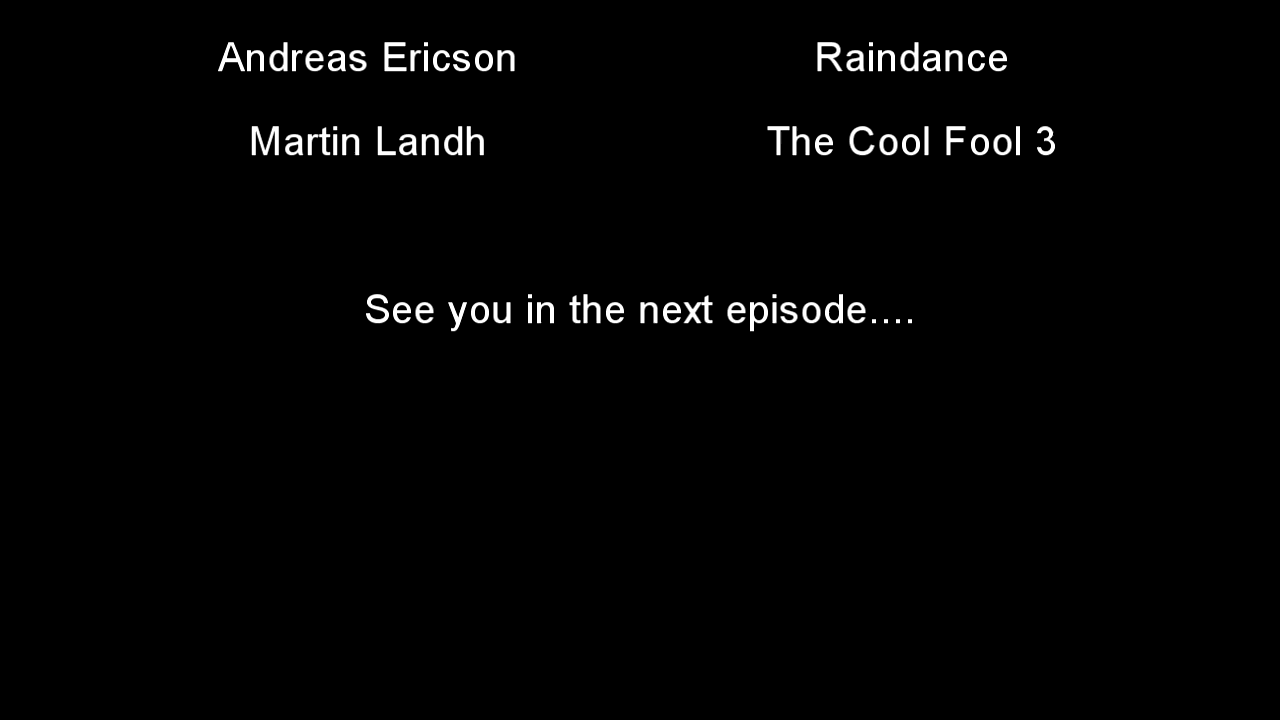 Andreas Ericson Raindance
Martin Landh The Cool Fool 3
See you in the next episode....